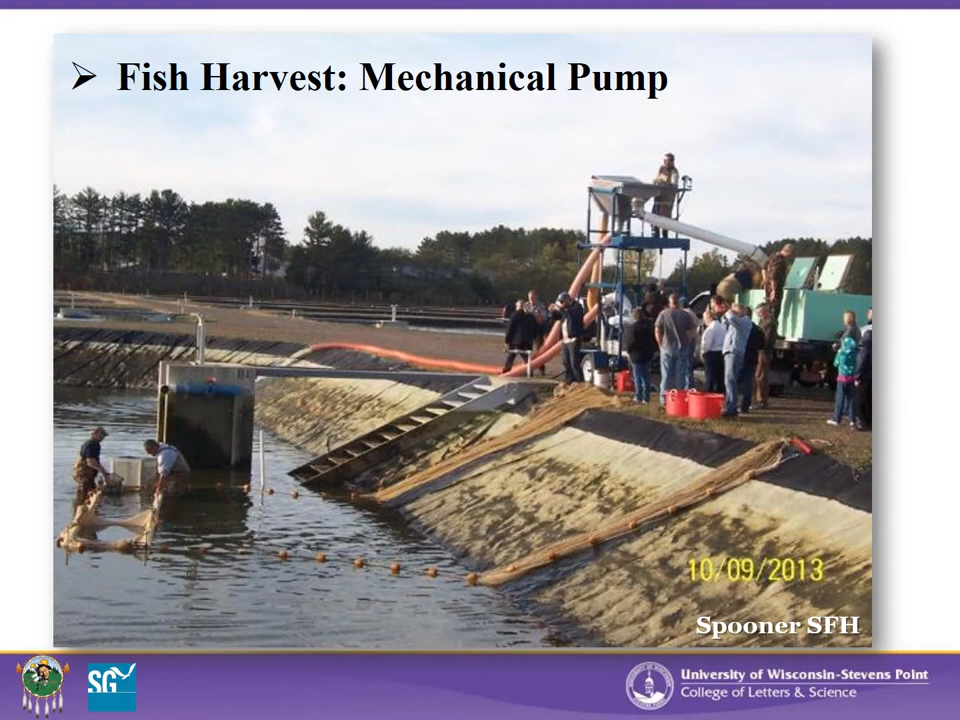 ➢ Fish Harvest: Mechanical Pump
10/09/2013
Spooner SFH
SG
University of Wisconsin-Stevens Point
College of Letters & Science